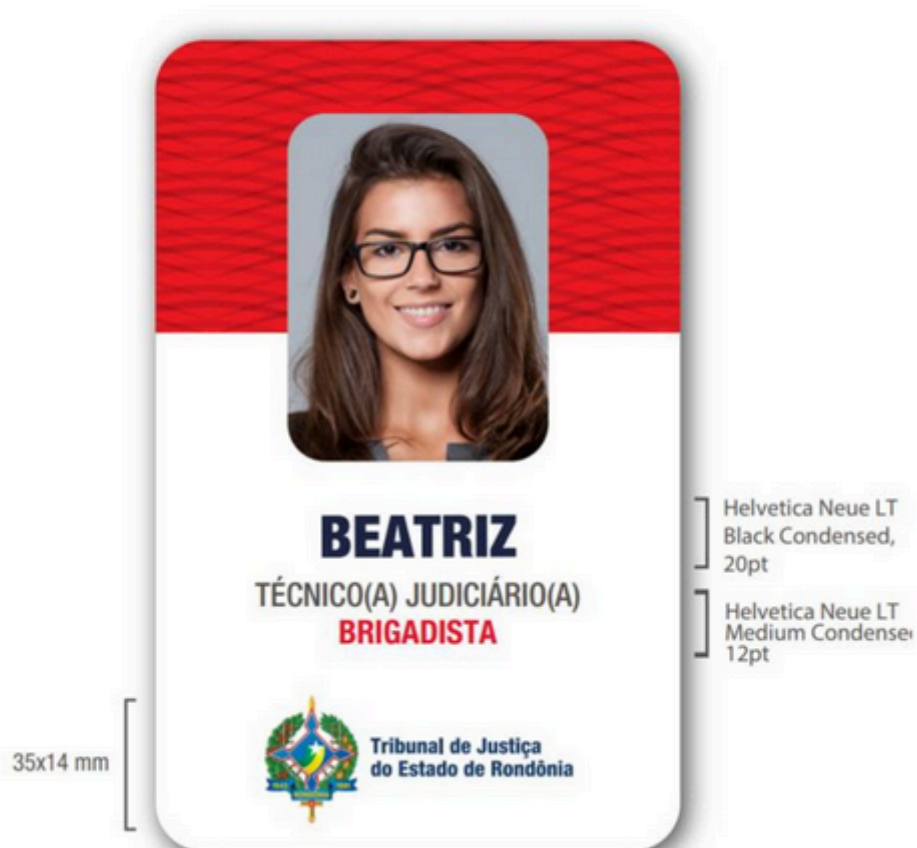 BEATRIZ
TÉCNICO(A) JUDICIÁRIO(A)
BRIGADISTA
Tribunal de Justiça
do Estado de Rondônia
Helvetica Neue LT
Black Condensed,
20pt
Helvetica Neue LT
Medium Condense
12pt
35x14 mm